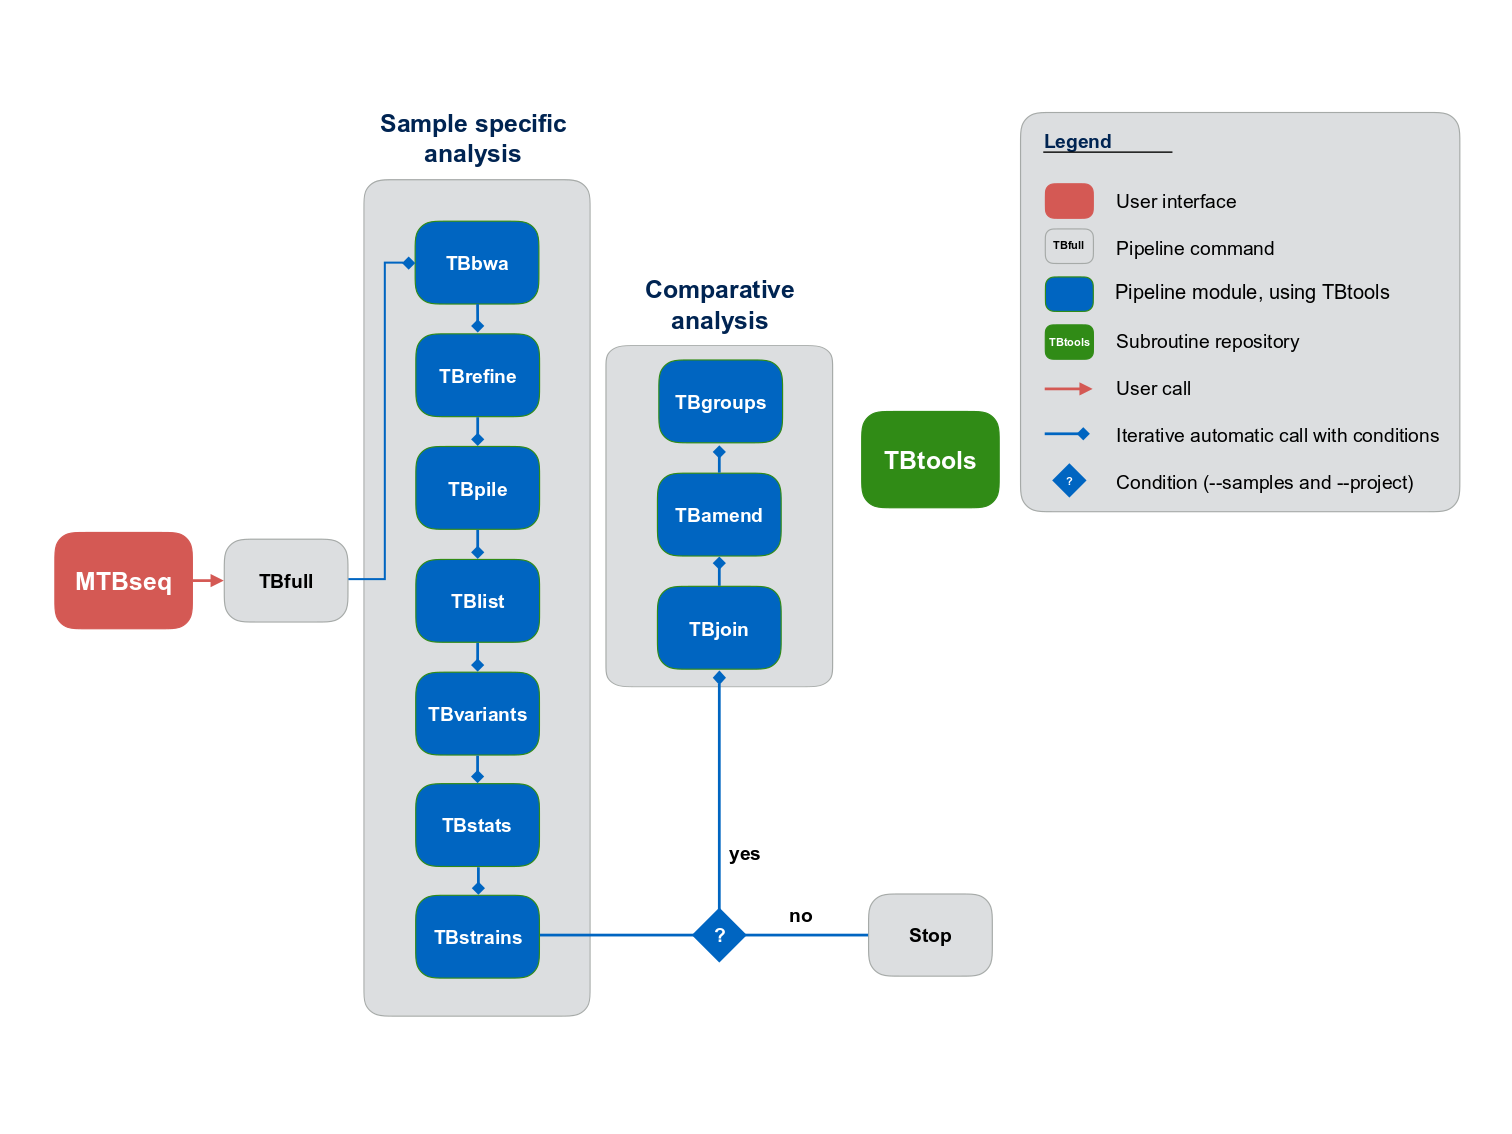 Sample specific
analysis
TBbwa
TBrefine
TBpile
TBlist
TBvariants
TBstats
TBstrains
MTBseq
TBfull
Comparative
analysis
TBgroups
TBamend
TBjoin
yes
?
no
Stop
TBtools
Legend
User interface
TBfull Pipeline command
Pipeline module, using TBtools
TBtools Subroutine repository
User call
Iterative automatic call with conditions
? Condition (--samples and --project)